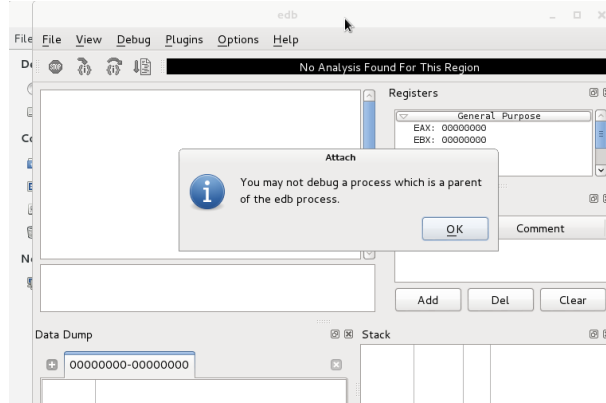 edb
File
File View Debug Plugins Options Help
No Analysis Found For This Region
Registers
General Purpose
EAX: 00000000
EBX: 00000000
Attach
You may not debug a process which is a parent
of the edb process.
OK
Comment
Add Del Clear
Data Dump
Stack
00000000-00000000